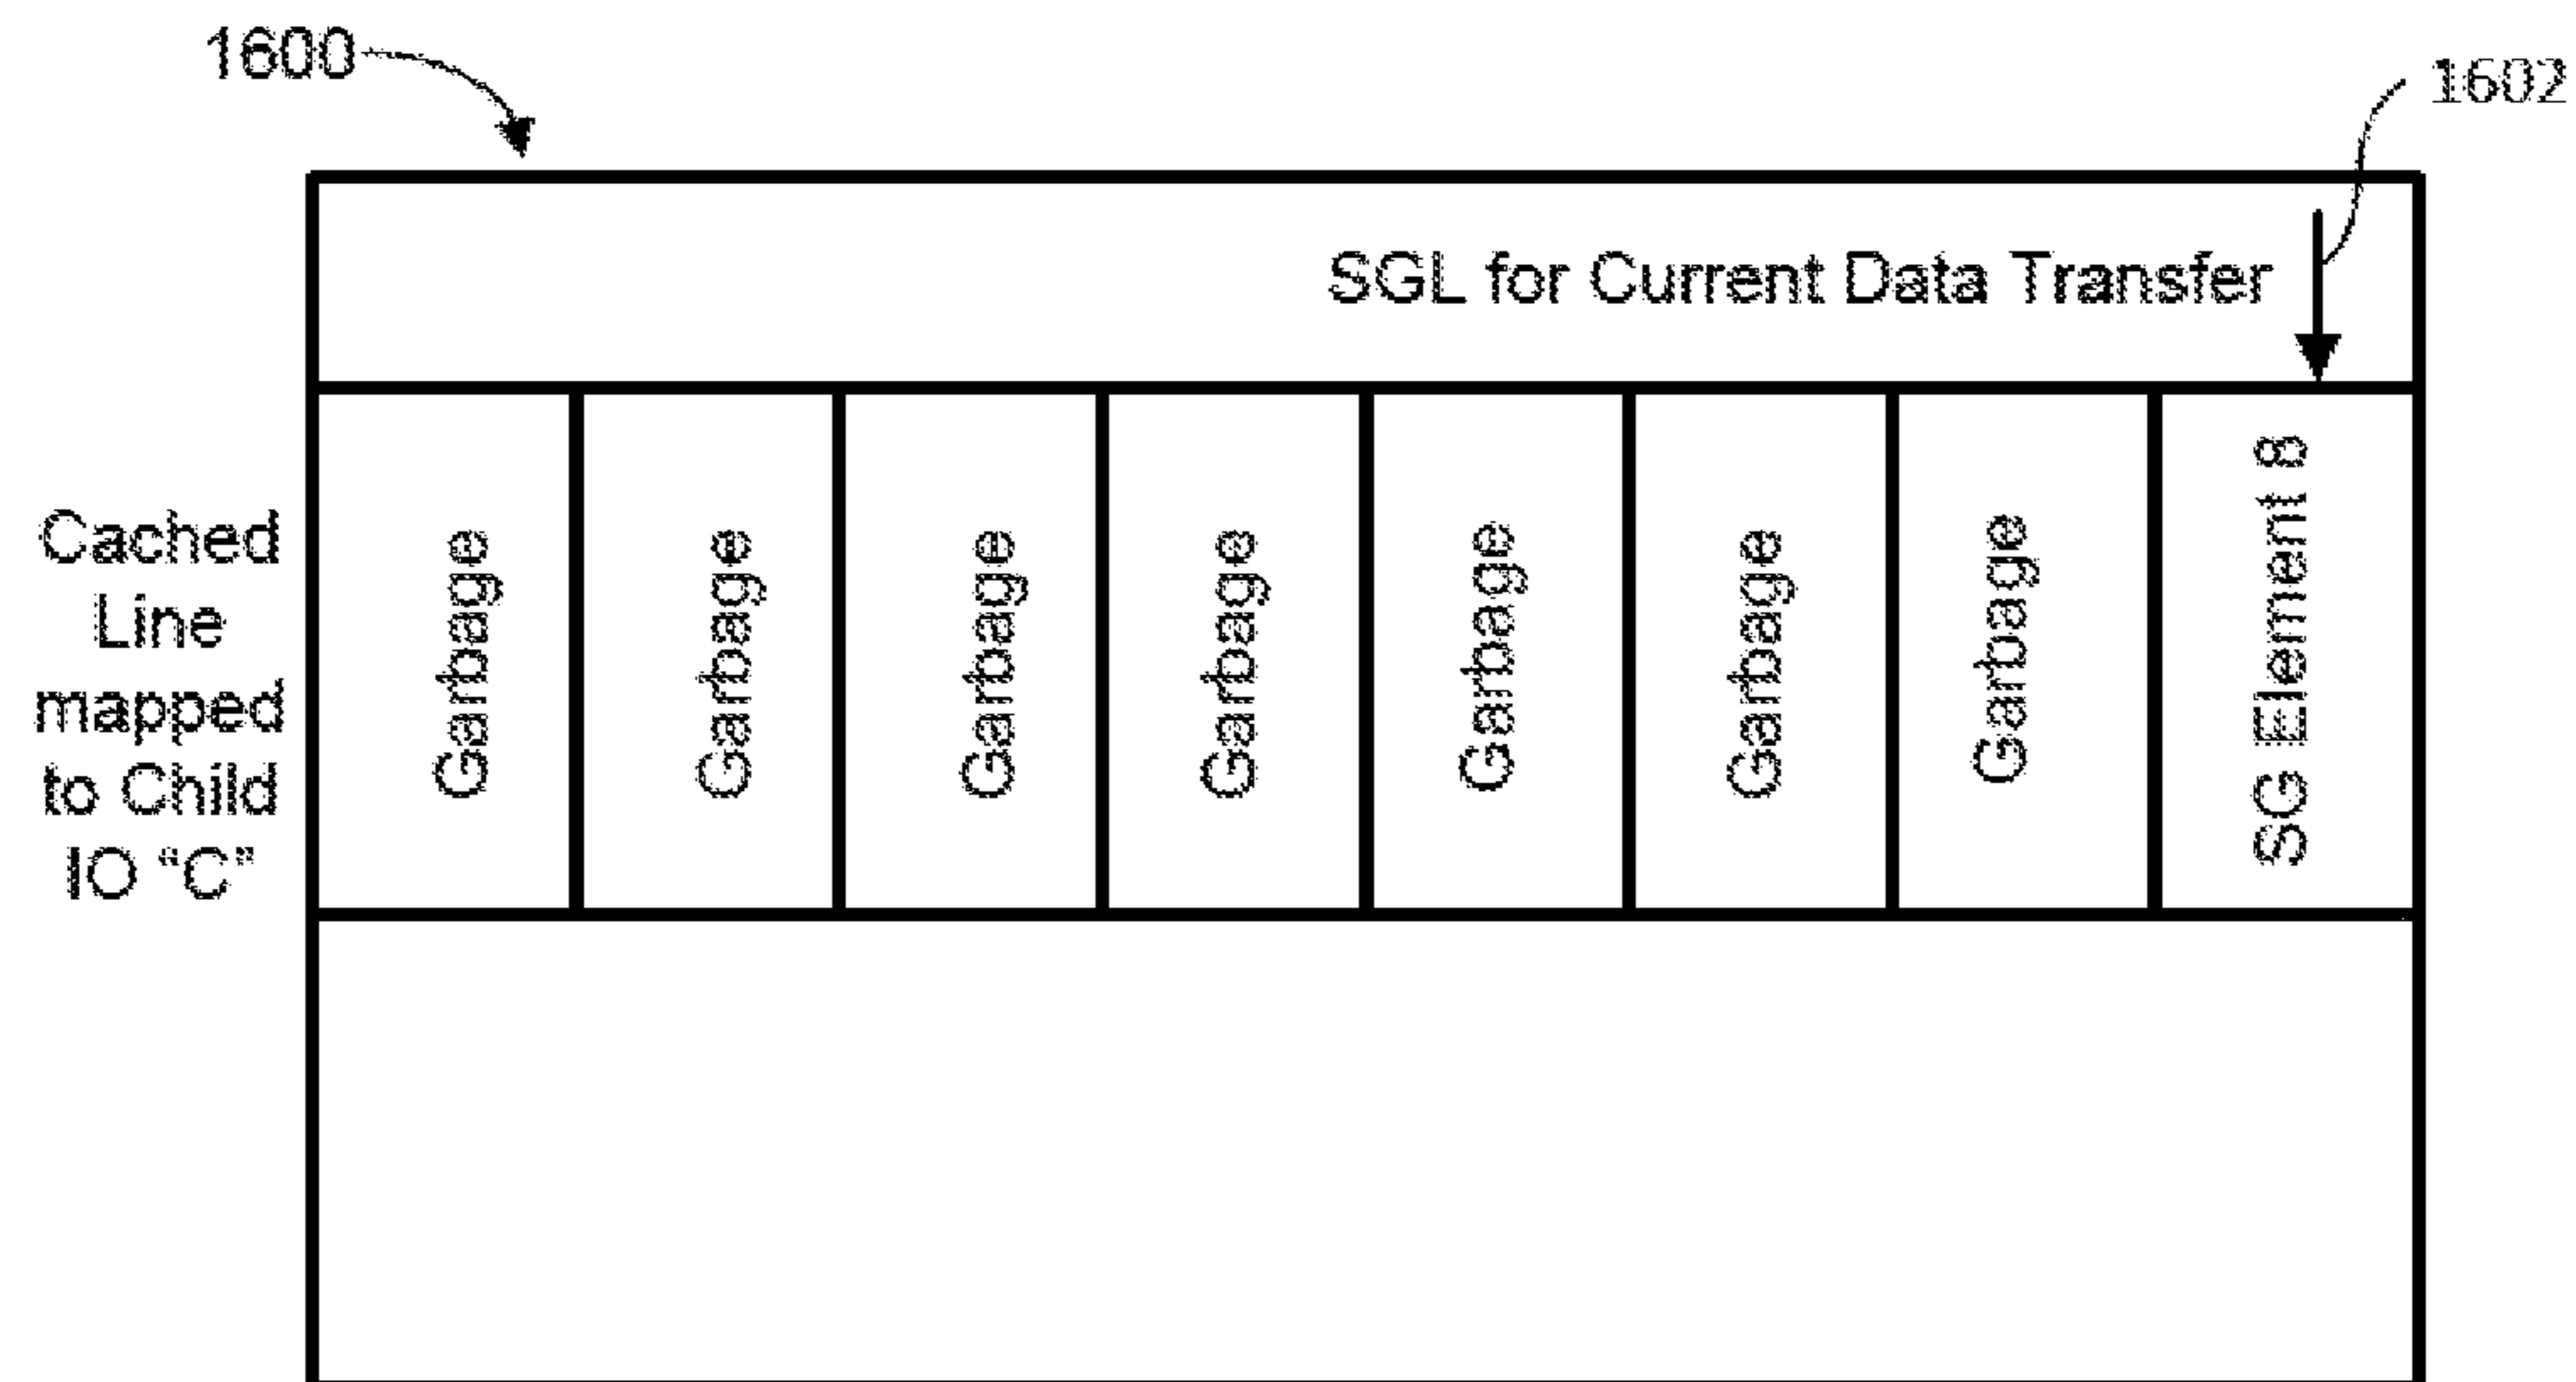 1600
1602
SGL for Current Data Transfer
Cached
Line
mapped
to Child
IO “C”
Garbage
Garbage
Garbage
Garbage
Garbage
Garbage
Garbage
SG Element 8